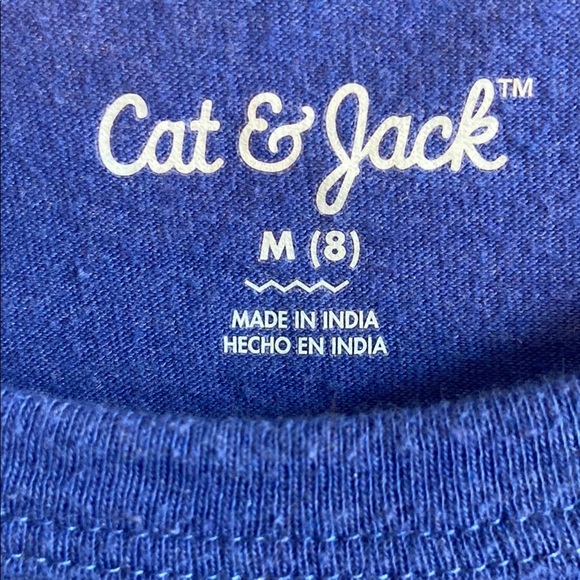 Cat & Jack™
M (8)
MADE IN INDIA
HECHO EN INDIA